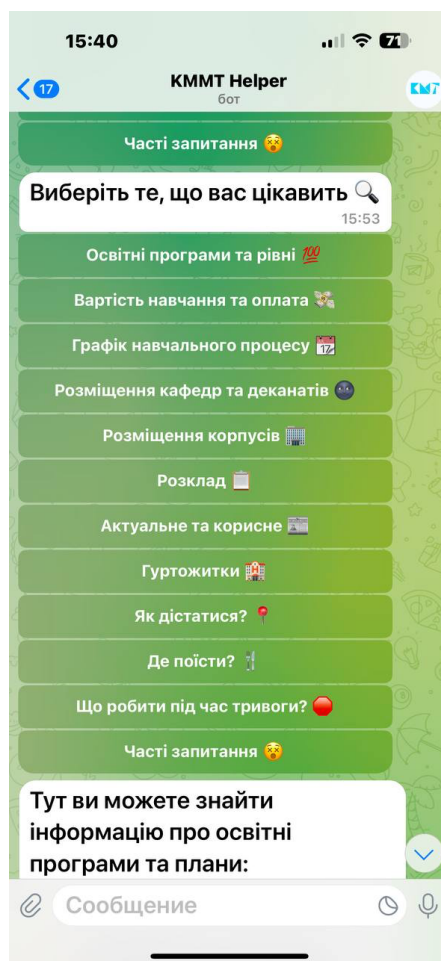 15:40
71
17
KMMT Helper
бот
КМТ
Часті запитання 😵
Виберіть те, що вас цікавить 🔍
15:53
Освітні програми та рівні 💯
Вартість навчання та оплата 💸
Графік навчального процесу 📆
Розміщення кафедр та деканатів 🌚
Розміщення корпусів 🏢
Розклад 📋
Актуальне та корисне 📰
Гуртожитки 🏩
Як дістатися? 📍
Де поїсти? 🍴
Що робити під час тривоги? 🛑
Часті запитання 😵
Тут ви можете знайти
інформацію про освітні
програми та плани:
Сообщение